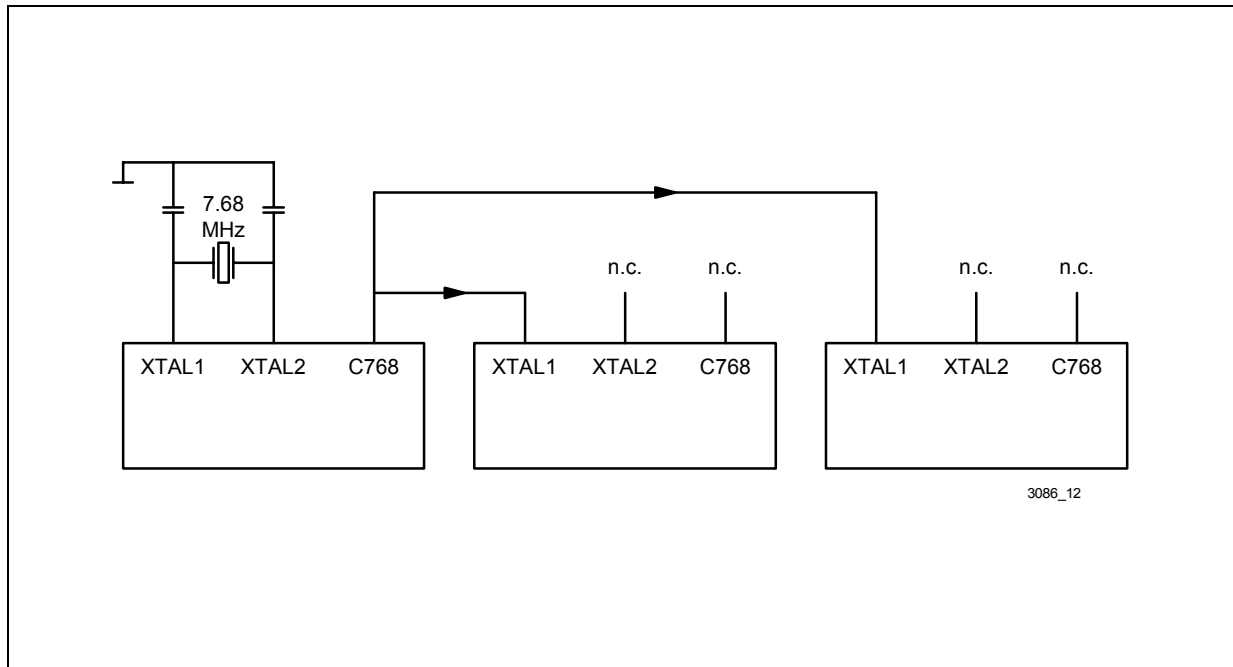 7.68
MHz
n.c. n.c. n.c. n.c.
XTAL1 XTAL2 C768 XTAL1 XTAL2 C768 XTAL1 XTAL2 C768
3086_12